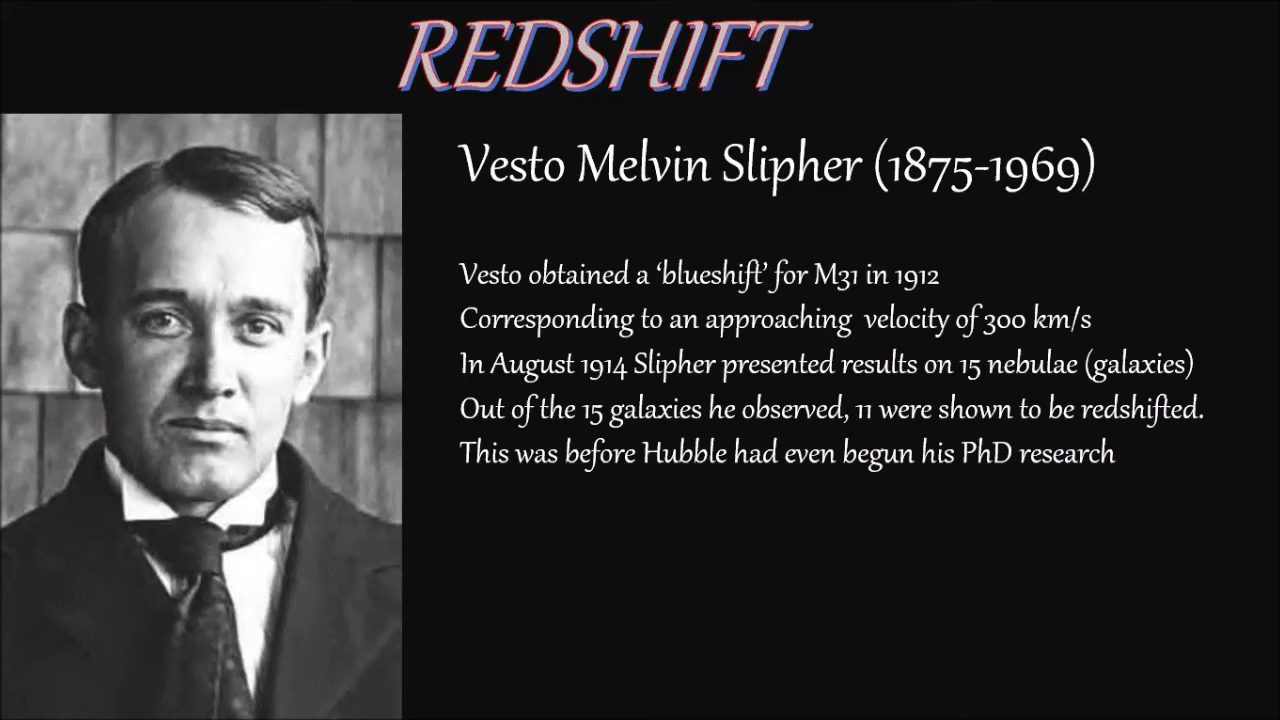 REDSHIFT
Vesto Melvin Slipher (1875-1969)
Vesto obtained a ‘blueshift’ for M31 in 1912
Corresponding to an approaching velocity of 300 km/s
In August 1914 Slipher presented results on 15 nebulae (galaxies)
Out of the 15 galaxies he observed, 11 were shown to be redshifted.
This was before Hubble had even begun his PhD research